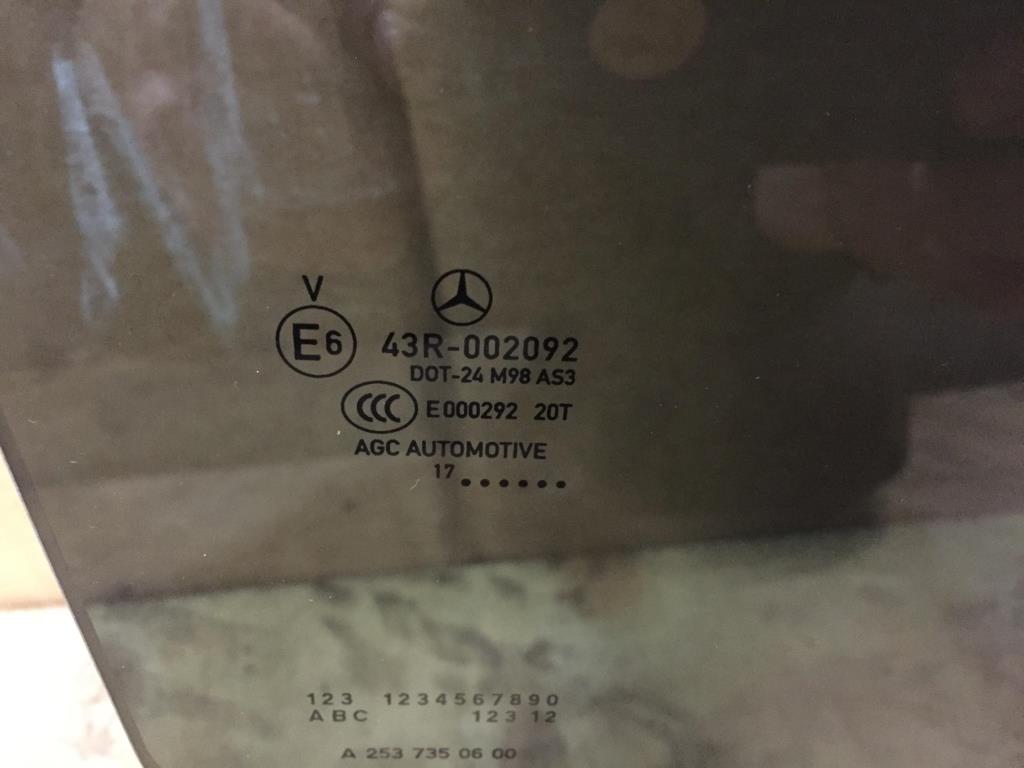 V
E6 43R-002092
DOT-24 M98 AS3
CCC E000292 20T
AGC AUTOMOTIVE
17 ......
123 1234567890
ABC 123 12
A 253 735 06 00